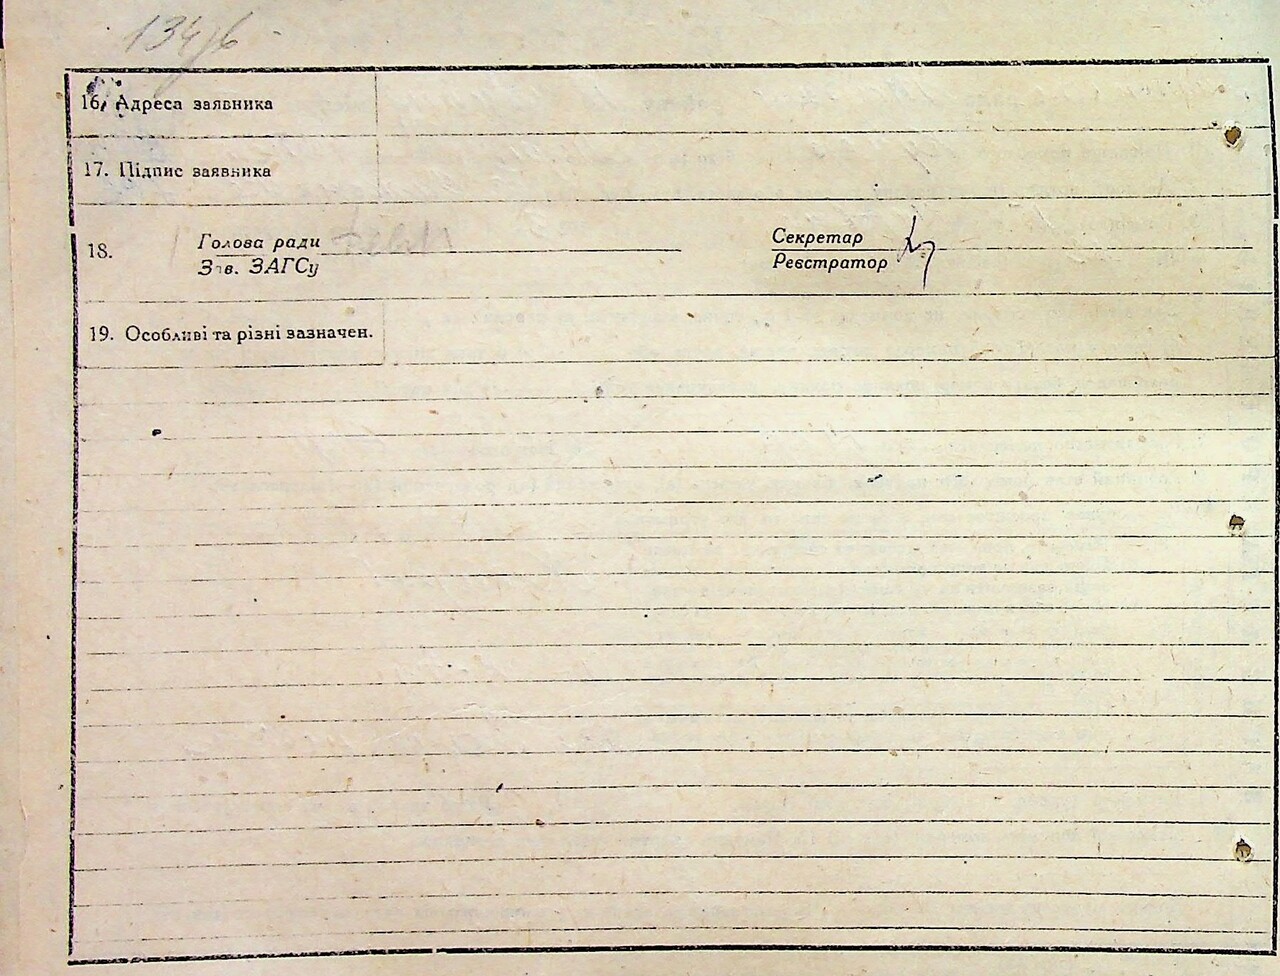 134
16. Адреса заявника
17. Підпис заявника
18. Голова ради
Зав. ЗАГСу
Секретар
Реєстратор
19. Особливі та різні зазначен.